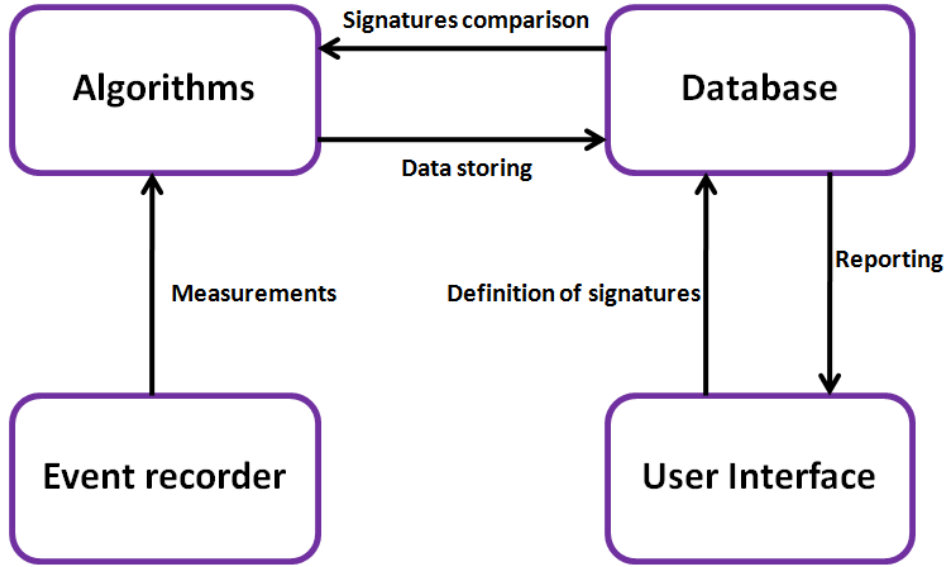 Signatures comparison
Algorithms
Database
Data storing
Reporting
Measurements
Definition of signatures
Event recorder
User Interface